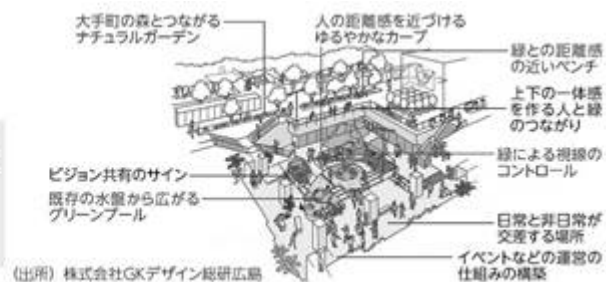 大手町の森とつながる
ナチュラルガーデン
人の距離感を近づける
ゆるやかなカーブ
緑との距離感
の近いベンチ
上下の一体感
を作る人と緑
のつながり
ビジョン共有のサイン
緑による視線の
コントロール
既存の水盤から広がる
グリーンプール
日常と非日常が
交差する場所
イベントなどの運営の
仕組みの構築
(出所) 株式会社GKデザイン総研広島